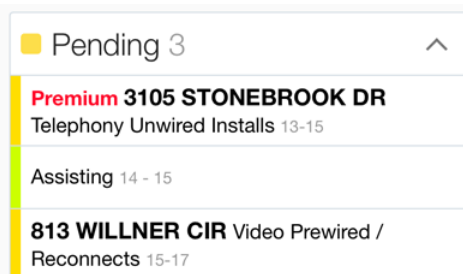 Pending 3
Premium 3105 STONEBROOK DR
Telephony Unwired Installs 13-15
Assisting 14 - 15
813 WILLNER CIR Video Prewired /
Reconnects 15-17